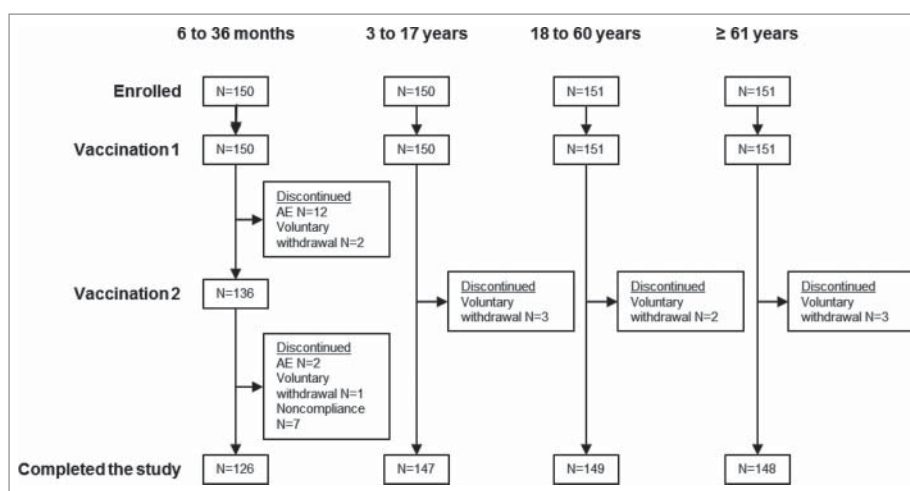 6 to 36 months 3 to 17 years 18 to 60 years ≥ 61 years
Enrolled N=150 N=150 N=151 N=151
Vaccination 1 N=150 N=150 N=151 N=151
Discontinued
AE N=12
Voluntary
withdrawal N=2
Vaccination 2 N=136
Discontinued
Voluntary
withdrawal N=3
Discontinued
Voluntary
withdrawal N=2
Discontinued
Voluntary
withdrawal N=3
Discontinued
AE N=2
Voluntary
withdrawal N=1
Noncompliance
N=7
Completed the study N=126 N=147 N=149 N=148